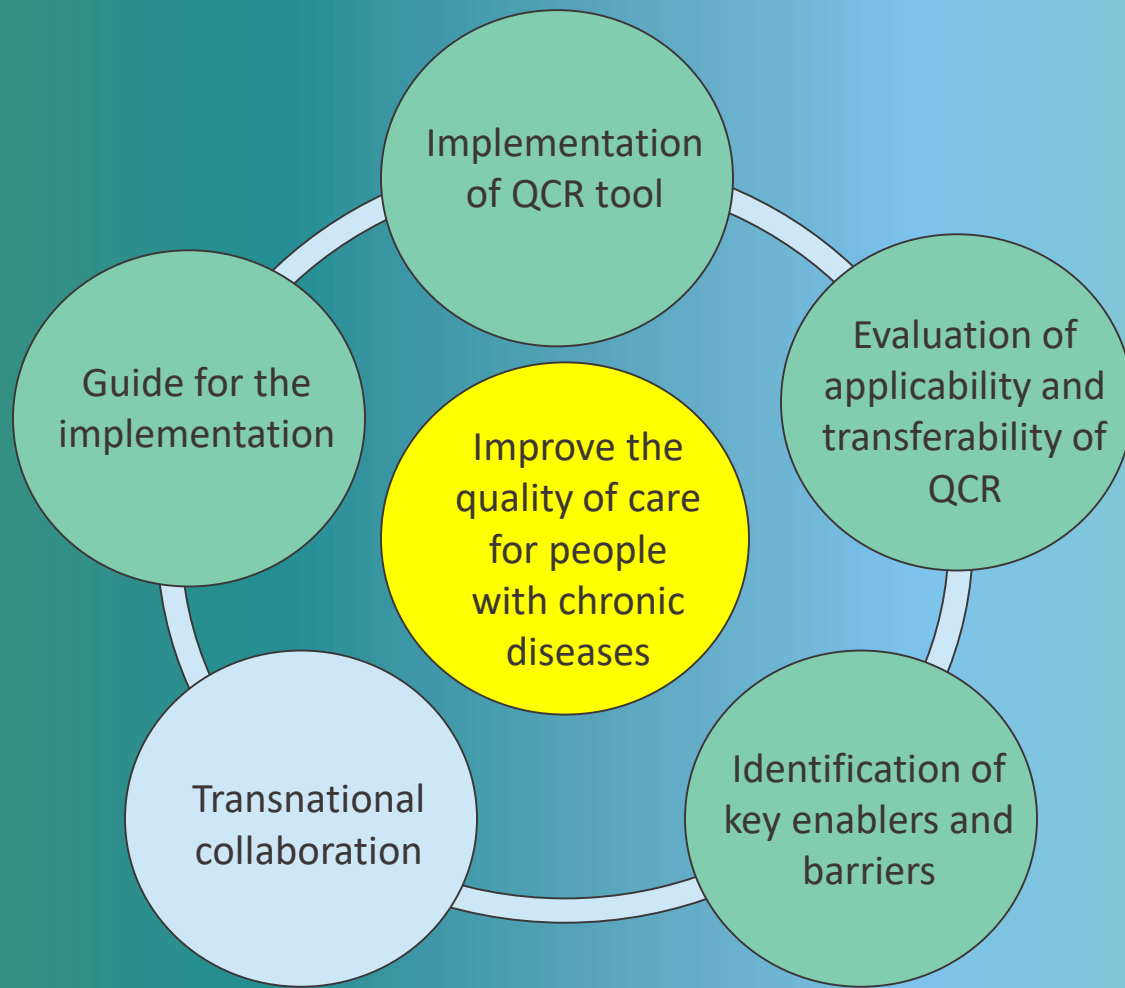 Implementation
of QCR tool
Evaluation of
applicability and
transferability of
QCR
Guide for the
implementation
Improve the
quality of care
for people
with chronic
diseases
Identification of
key enablers and
barriers
Transnational
collaboration